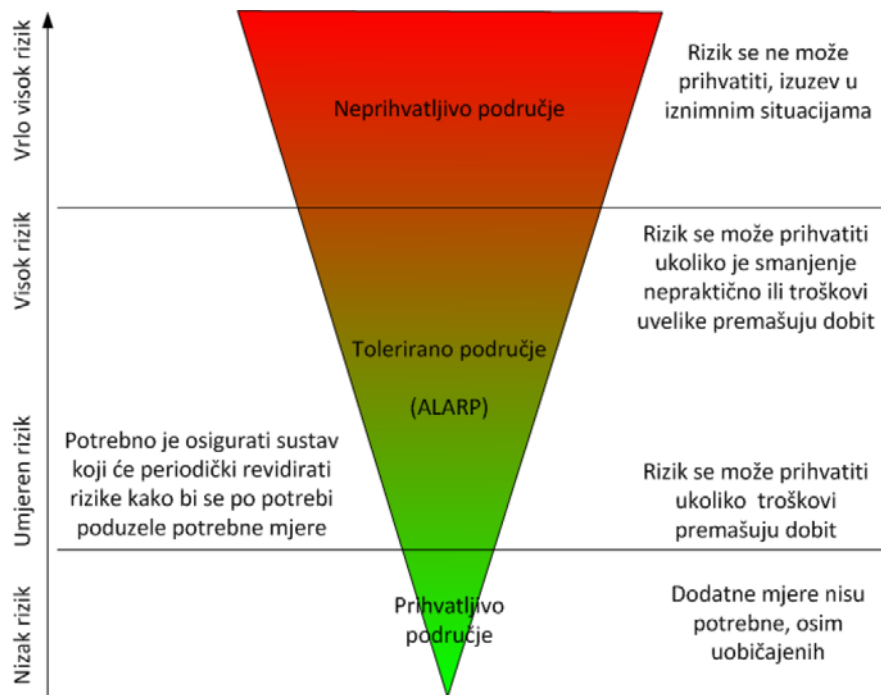 Vrlo visok rizik
Neprihvatljivo područje
Rizik se ne može
prihvatiti, izuzev u
iznimnim situacijama
Visok rizik
Rizik se može prihvatiti
ukoliko je smanjenje
nepraktično ili troškovi
uvelike premašuju dobit
Tolerirano područje
(ALARP)
Umjeren rizik
Potrebno je osigurati sustav
koji će periodički revidirati
rizike kako bi se po potrebi
poduzele potrebne mjere
Rizik se može prihvatiti
ukoliko troškovi
premašuju dobit
Nizak rizik
Prihvatljivo
područje
Dodatne mjere nisu
potrebne, osim
uobičajenih